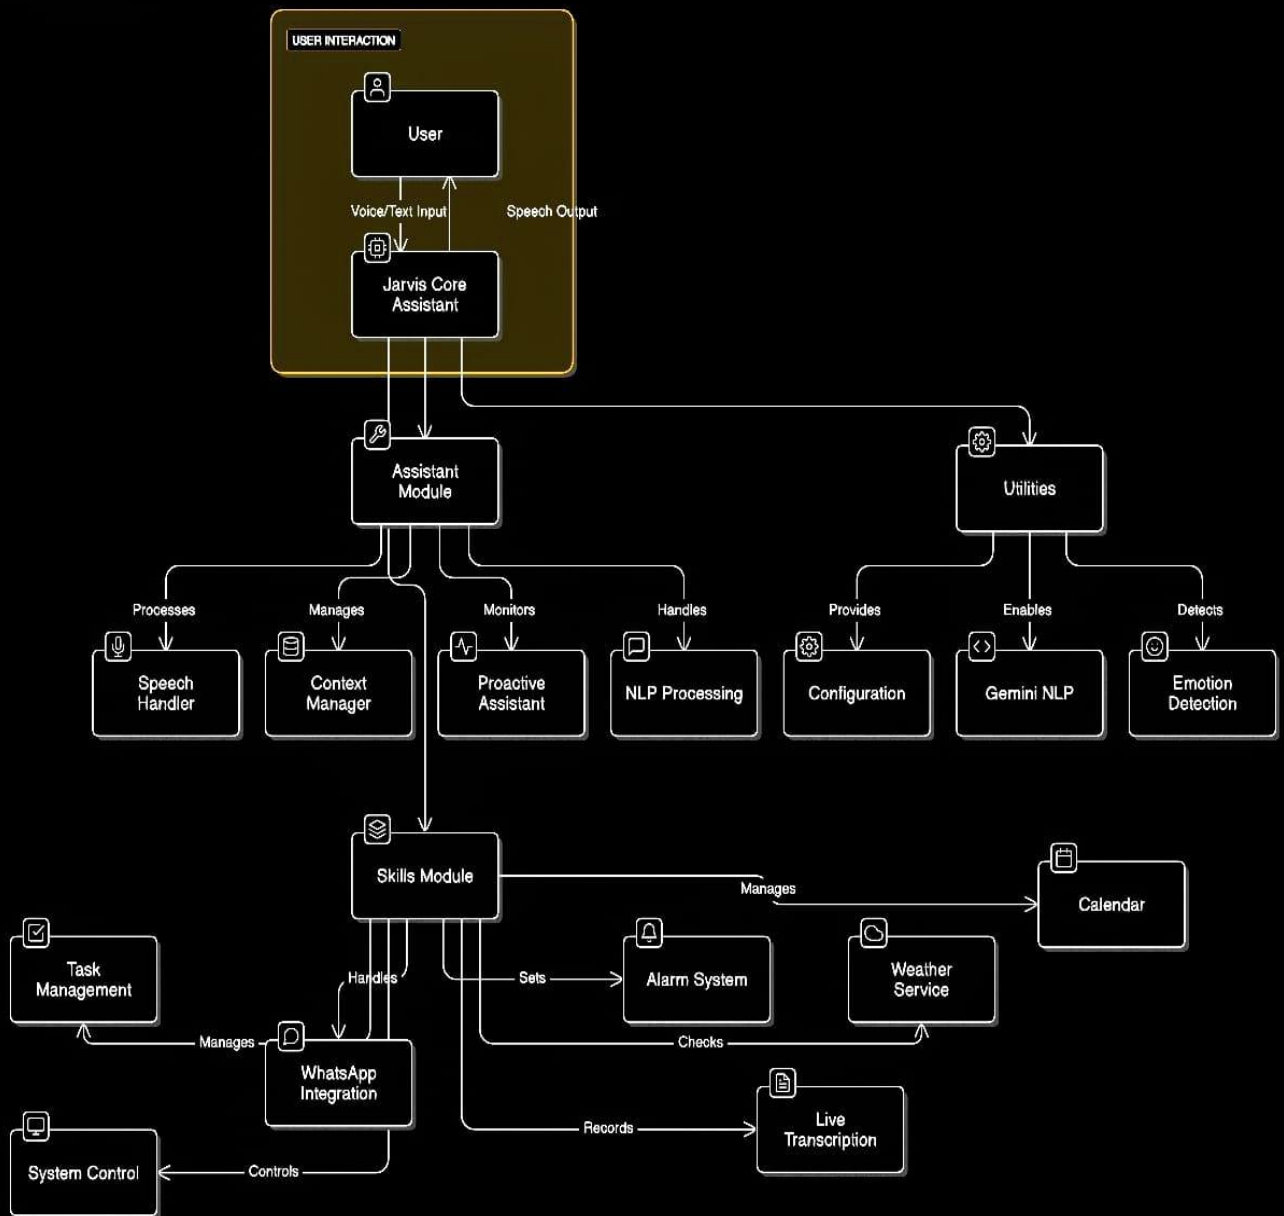 USER INTERACTION
User
Voice/Text Input
Speech Output
Jarvis Core
Assistant
Assistant
Module
Utilities
Processes
Manages
Monitors
Handles
Provides
Enables
Detects
Speech
Handler
Context
Manager
Proactive
Assistant
NLP Processing
Configuration
Gemini NLP
Emotion
Detection
Skills Module
Manages
Calendar
Task
Management
Handles
Sets
Alarm System
Weather
Service
Manages
Checks
WhatsApp
Integration
Records
Live
Transcription
System Control
Controls